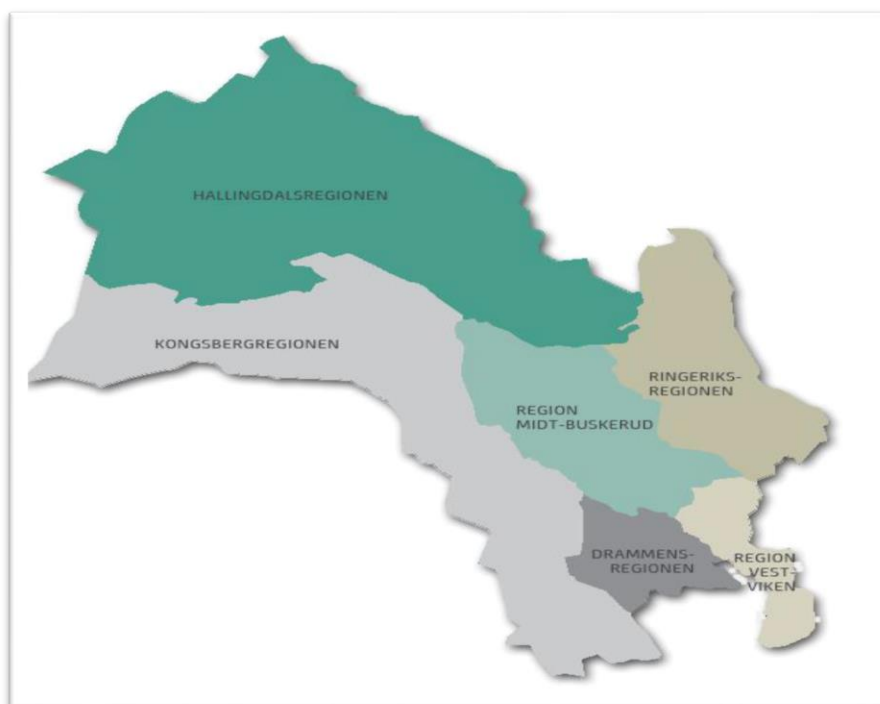 HALLINGDALSREGIONEN
KONGSBERGREGIONEN
RINGERIKS-
REGIONEN
REGION
MIDT-BUSKERUD
DRAMMENS-
REGIONEN
REGION
VEST-
VIKEN